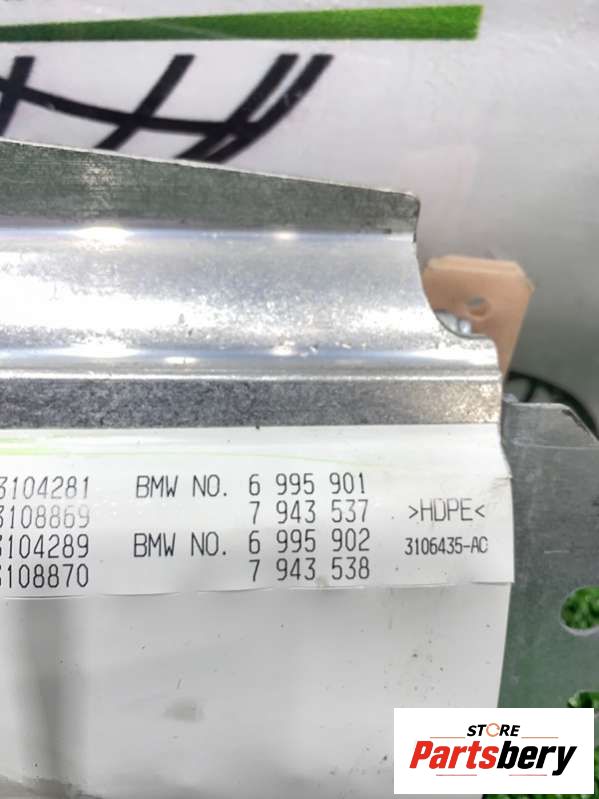 3104281 BMW NO. 6 995 901
3108869 7 943 537 >HDPE<
3104289 BMW NO. 6 995 902 3106435-AC
3108870 7 943 538
STORE
Partsbery